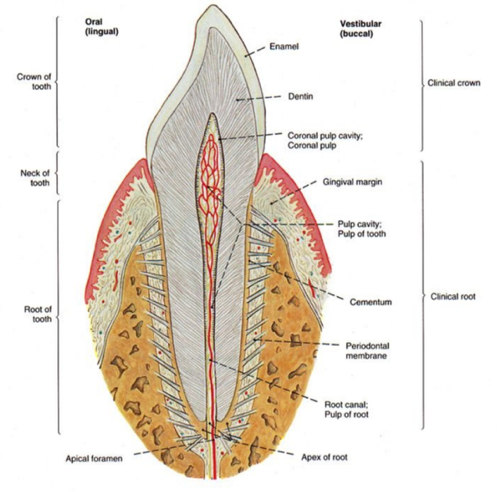 Oral
(lingual)
Vestibular
(buccal)
Enamel
Crown of
tooth
Clinical crown
Dentin
Coronal pulp cavity;
Coronal pulp
Neck of
tooth
Gingival margin
Pulp cavity;
Pulp of tooth
Cementum
Clinical root
Root of
tooth
Periodontal
membrane
Root canal;
Pulp of root
Apical foramen
Apex of root